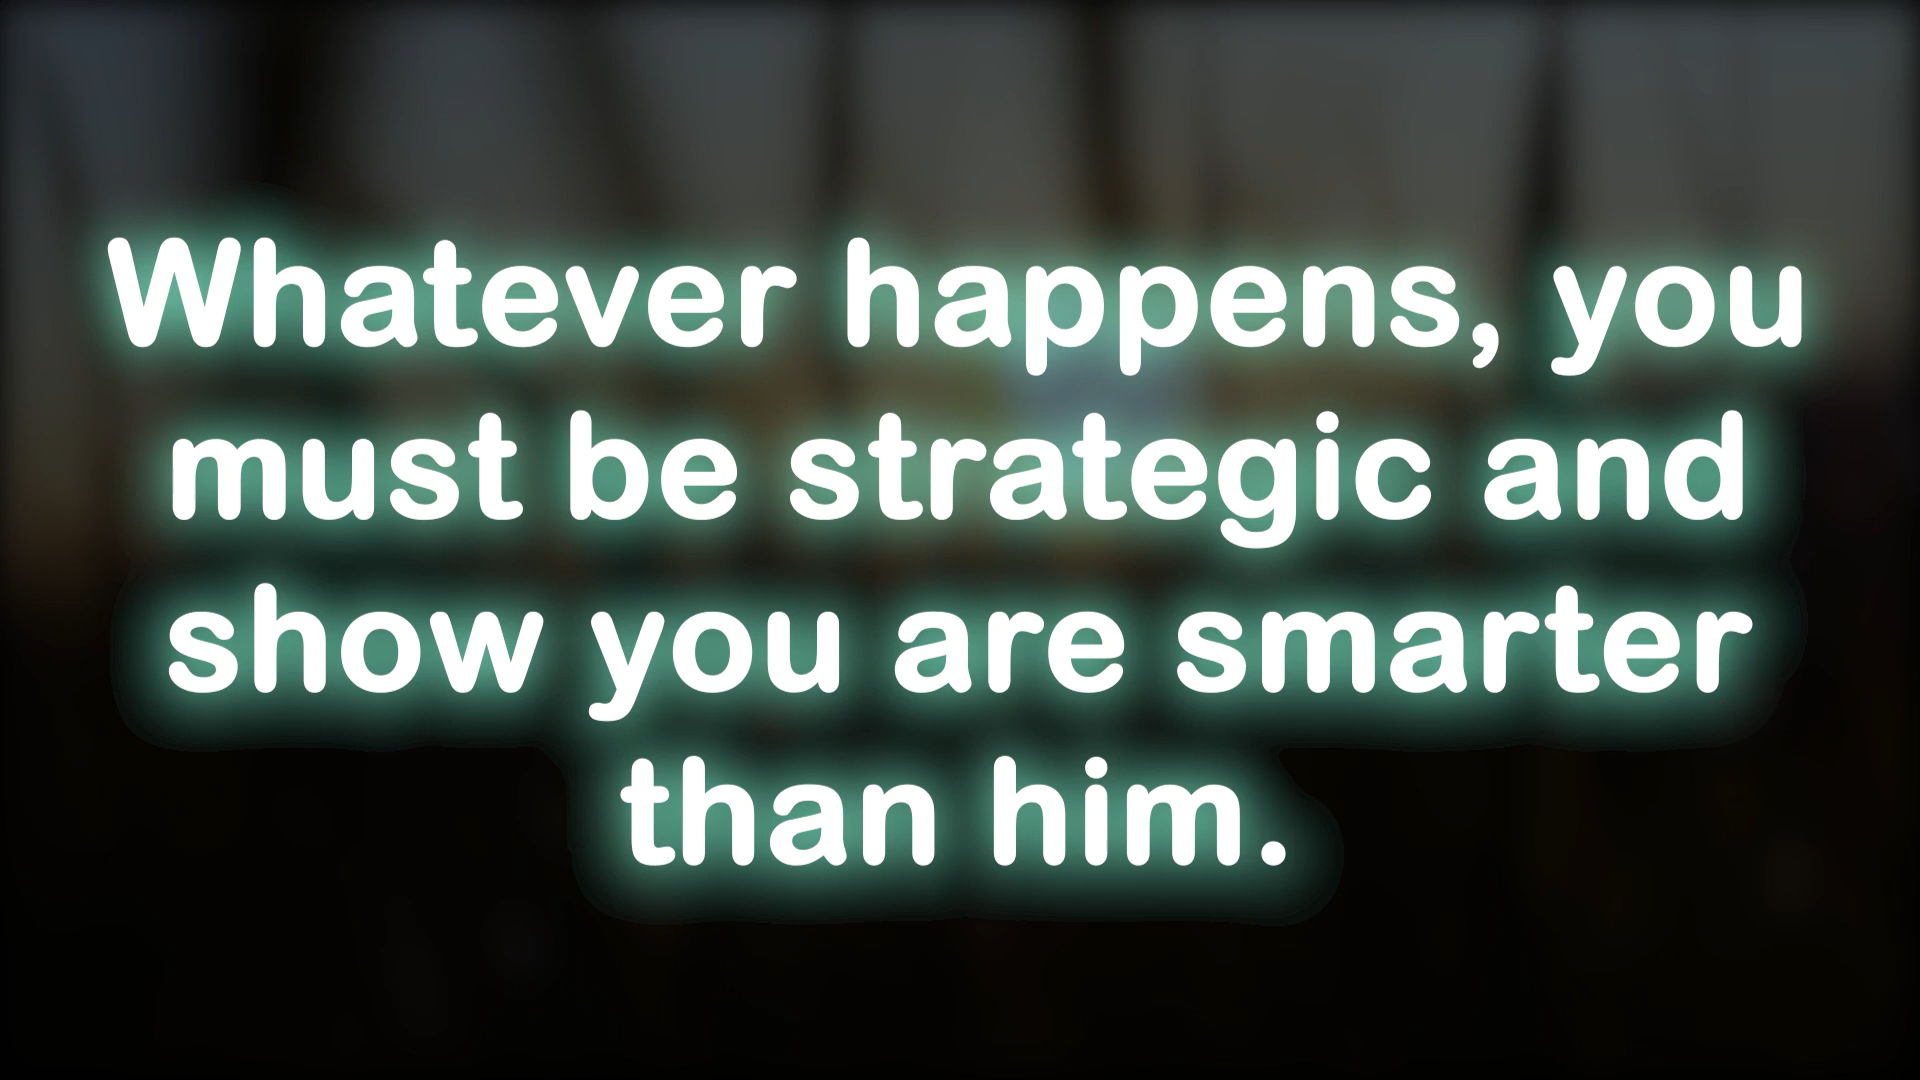 Whatever happens, you
must be strategic and
show you are smarter
than him.